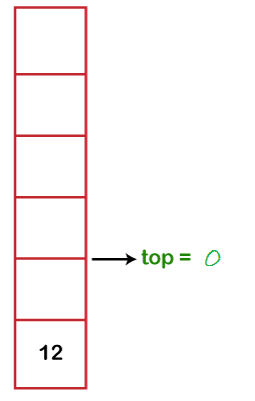 top = 0
12